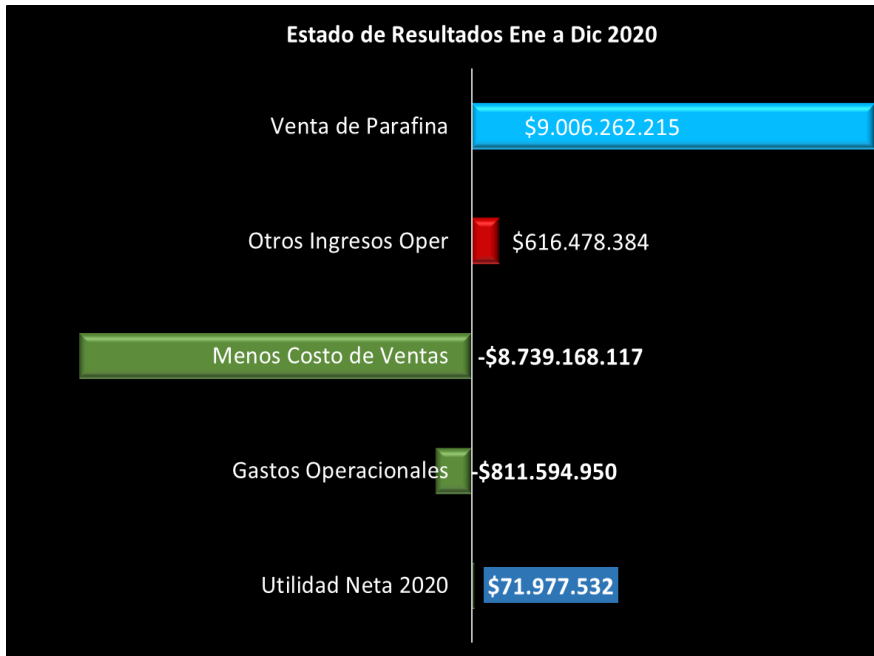 Estado de Resultados Ene a Dic 2020
Venta de Parafina $9.006.262.215
Otros Ingresos Oper $616.478.384
Menos Costo de Ventas -$8.739.168.117
Gastos Operacionales -$811.594.950
Utilidad Neta 2020 $71.977.532